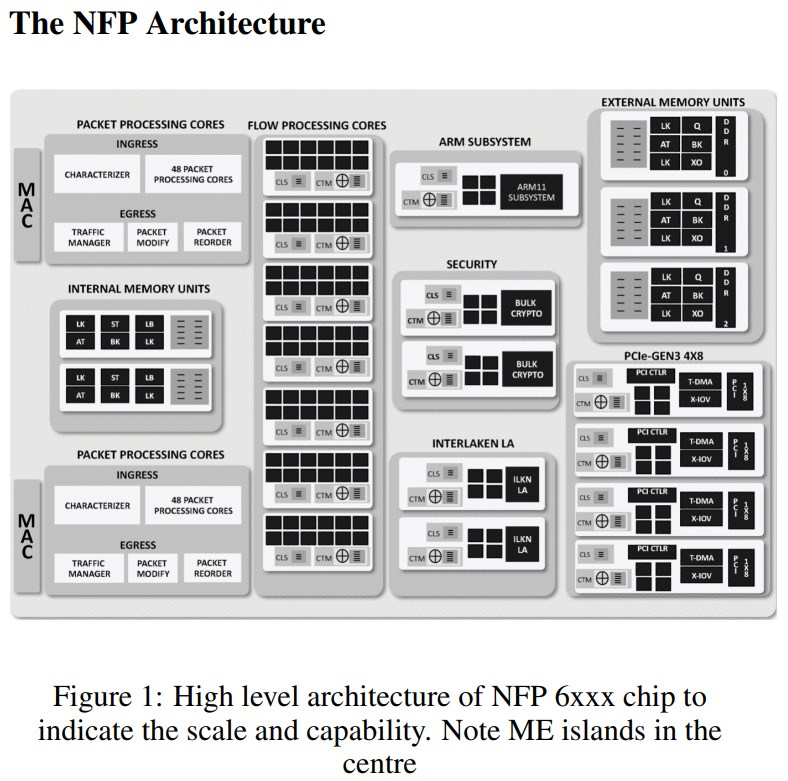 The NFP Architecture
PACKET PROCESSING CORES
INGRESS
MAC
CHARACTERIZER
48 PACKET
PROCESSING CORES
EGRESS
TRAFFIC
MANAGER
PACKET
MODIFY
PACKET
REORDER
INTERNAL MEMORY UNITS
LK ST LB
AT BK LK
LK ST LB
AT BK LK
PACKET PROCESSING CORES
INGRESS
MAC
CHARACTERIZER
48 PACKET
PROCESSING CORES
EGRESS
TRAFFIC
MANAGER
PACKET
MODIFY
PACKET
REORDER
FLOW PROCESSING CORES
CLS CTM
CLS CTM
CLS CTM
CLS CTM
CLS CTM
CLS CTM
CLS CTM
ARM SUBSYSTEM
CLS
CTM
ARM11
SUBSYSTEM
SECURITY
CLS
CTM
BULK
CRYPTO
CLS
CTM
BULK
CRYPTO
INTERLAKEN LA
CLS
CTM
ILKN
LA
CLS
CTM
ILKN
LA
EXTERNAL MEMORY UNITS
LK Q
AT BK
LK XO
DDR 0
LK Q
AT BK
LK XO
DDR 1
LK Q
AT BK
LK XO
DDR 2
PCIe-GEN3 4X8
CLS
CTM
PCI CTLR
T-DMA
X-IOV
PCI 1X8
CLS
CTM
PCI CTLR
T-DMA
X-IOV
PCI 1X8
CLS
CTM
PCI CTLR
T-DMA
X-IOV
PCI 1X8
CLS
CTM
PCI CTLR
T-DMA
X-IOV
PCI 1X8
Figure 1: High level architecture of NFP 6xxx chip to
indicate the scale and capability. Note ME islands in the
centre